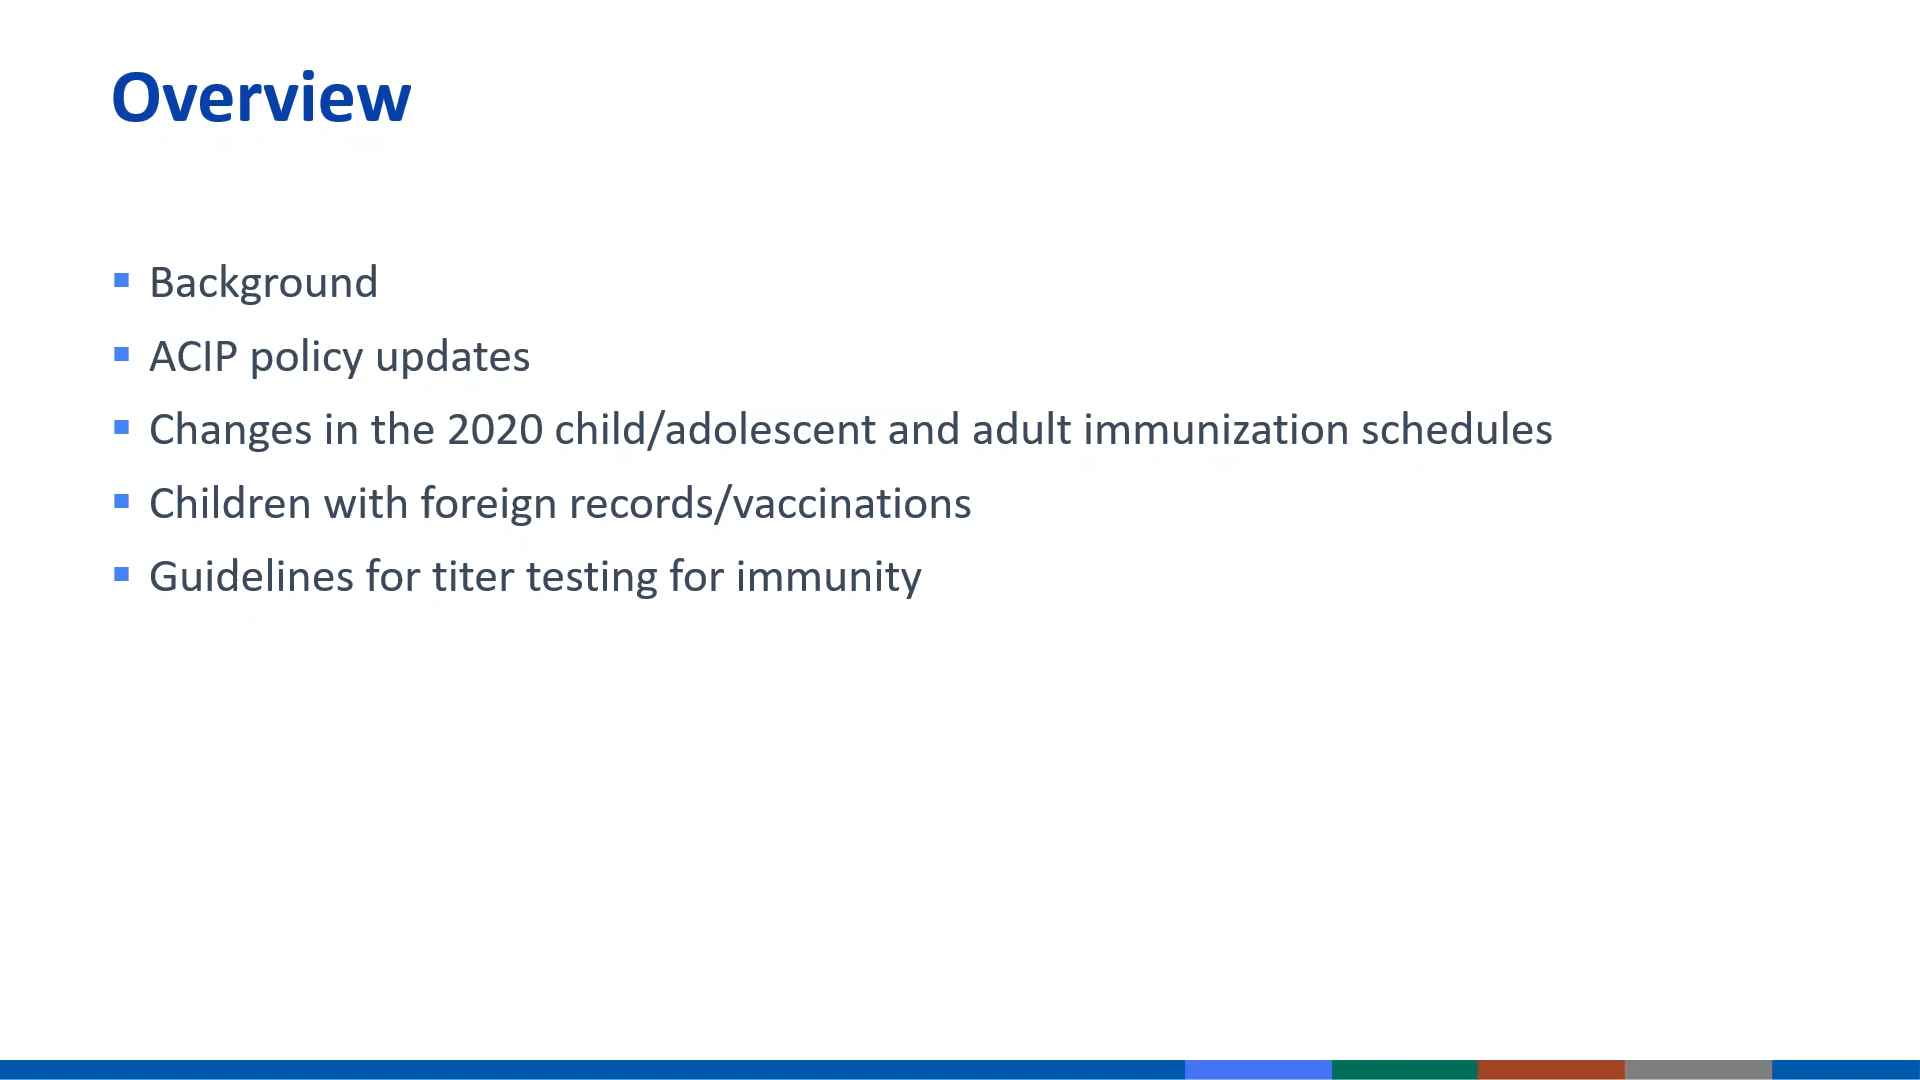 Overview
Background
ACIP policy updates
Changes in the 2020 child/adolescent and adult immunization schedules
Children with foreign records/vaccinations
Guidelines for titer testing for immunity